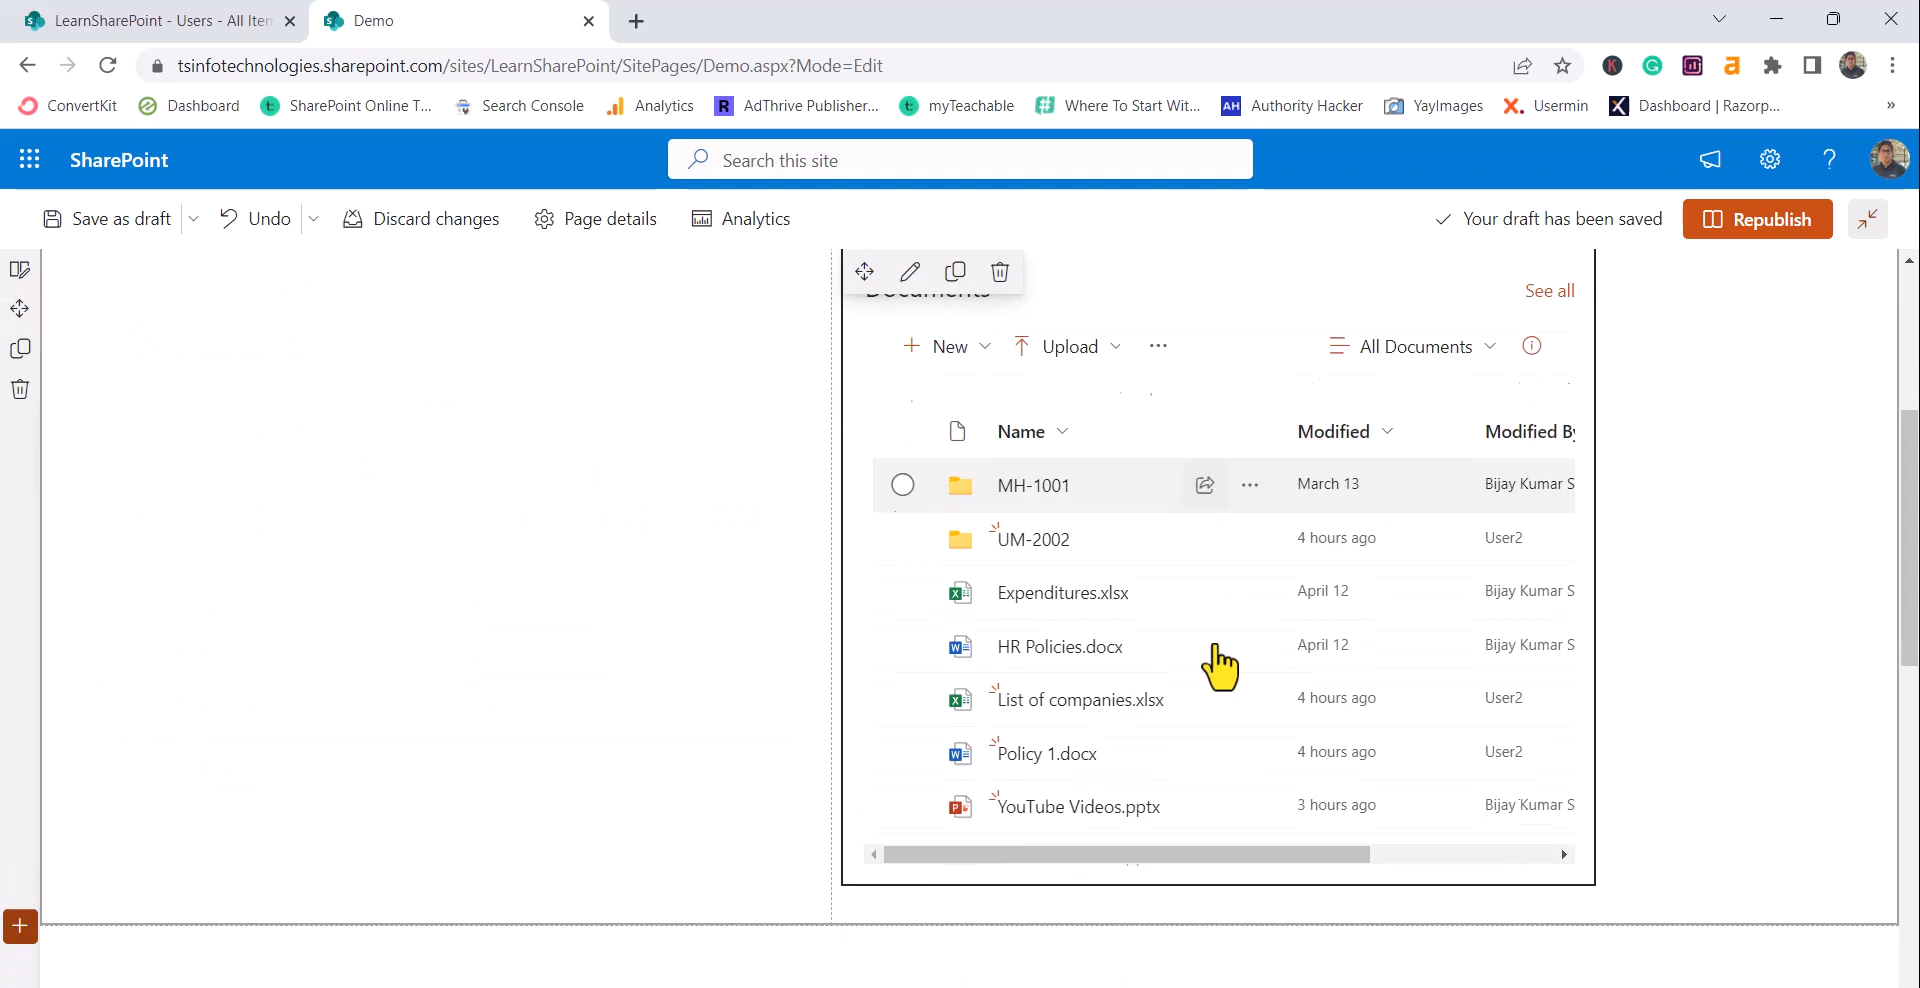 LearnSharePoint - Users - All Iten
Demo
tsinfotechnologies.sharepoint.com/sites/LearnSharePoint/SitePages/Demo.aspx?Mode=Edit
ConvertKit Dashboard SharePoint Online T... Search Console Analytics AdThrive Publisher... myTeachable Where To Start Wit... AH Authority Hacker YayImages Usermin Dashboard | Razorp... »
SharePoint
Search this site
Save as draft Undo Discard changes Page details Analytics Your draft has been saved Republish
Documents
See all
New Upload ... All Documents
Name Modified Modified By
MH-1001 ... March 13 Bijay Kumar S
UM-2002 4 hours ago User2
Expenditures.xlsx April 12 Bijay Kumar S
HR Policies.docx April 12 Bijay Kumar S
List of companies.xlsx 4 hours ago User2
Policy 1.docx 4 hours ago User2
YouTube Videos.pptx 3 hours ago Bijay Kumar S